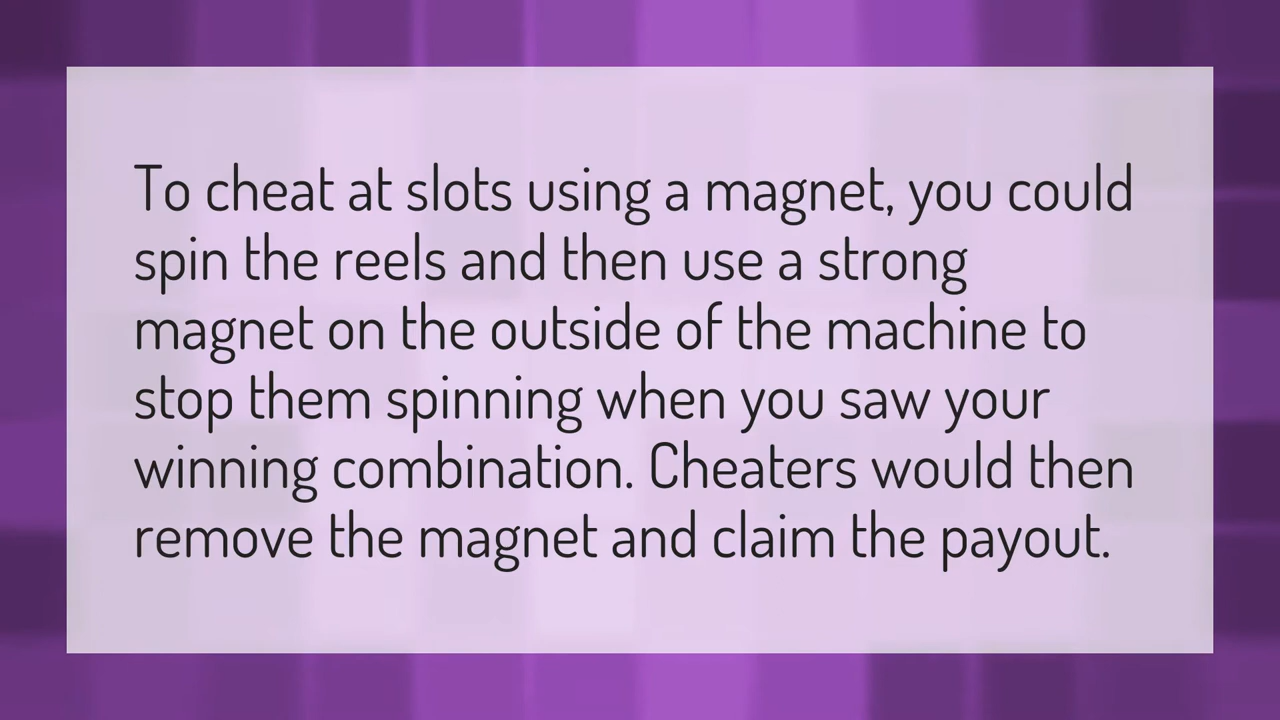 To cheat at slots using a magnet, you could
spin the reels and then use a strong
magnet on the outside of the machine to
stop them spinning when you saw your
winning combination. Cheaters would then
remove the magnet and claim the payout.